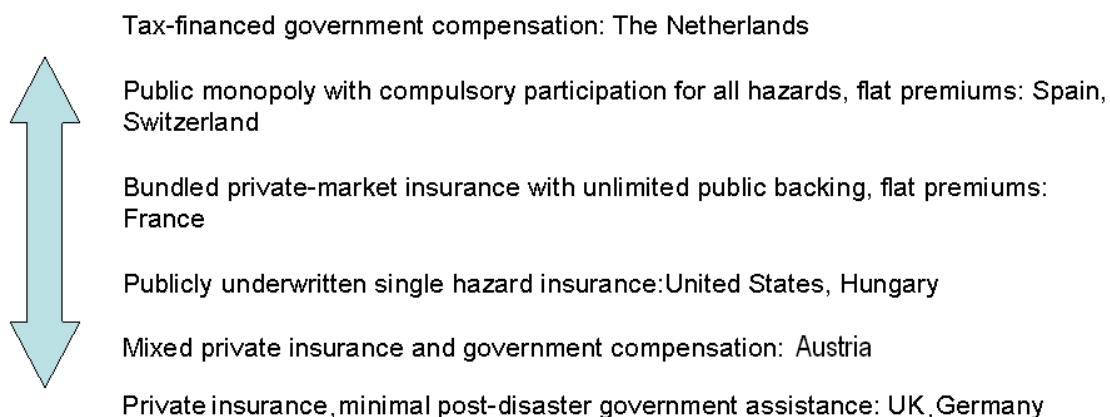 Tax-financed government compensation: The Netherlands
Public monopoly with compulsory participation for all hazards, flat premiums: Spain,
Switzerland
Bundled private-market insurance with unlimited public backing, flat premiums:
France
Publicly underwritten single hazard insurance:United States, Hungary
Mixed private insurance and government compensation: Austria
Private insurance, minimal post-disaster government assistance: UK, Germany